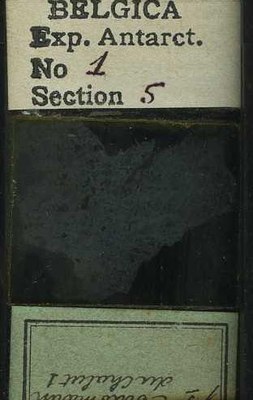 BELGICA
Exp. Antarct.
No 1
Section 5
du Chalut 1